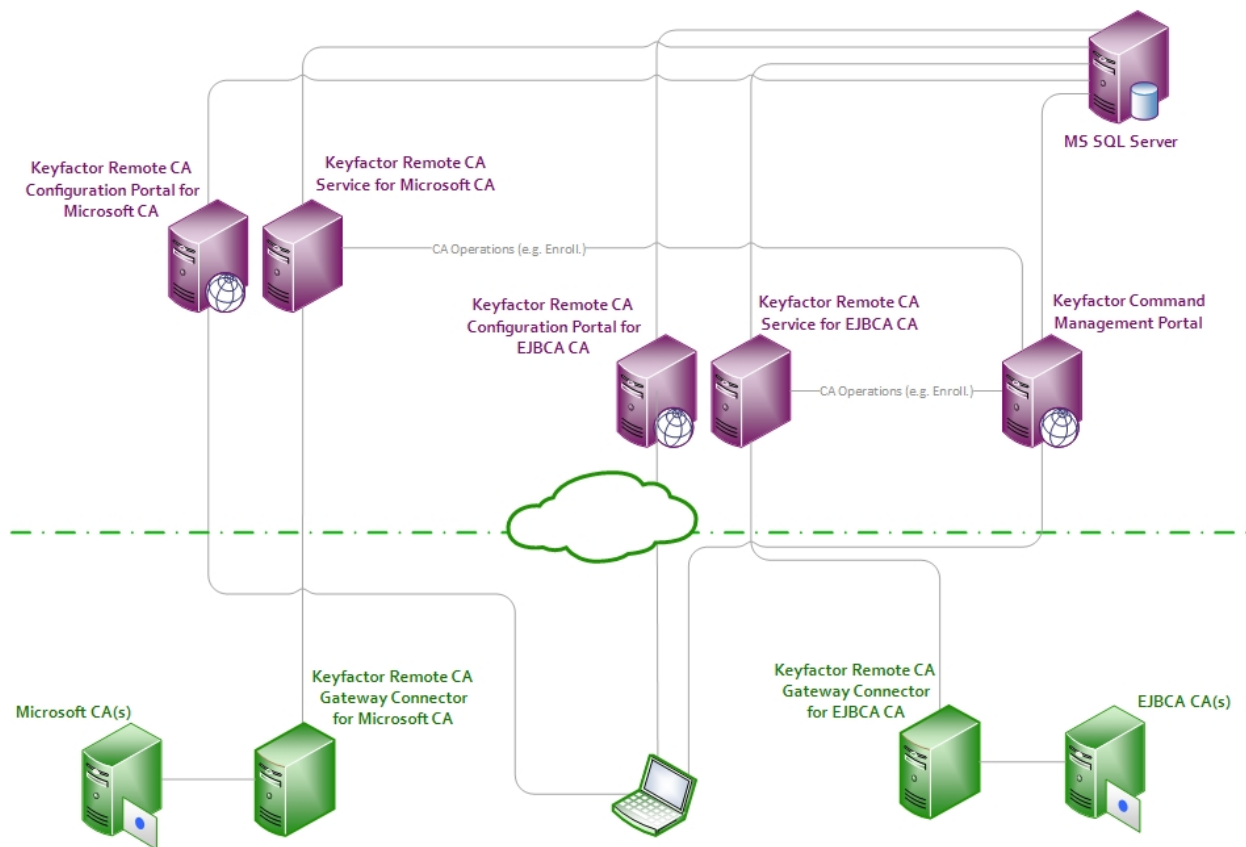 MS SQL Server
Keyfactor Remote CA
Configuration Portal for
Microsoft CA
Keyfactor Remote CA
Service for Microsoft CA
CA Operations (e.g. Enroll.)
Keyfactor Remote CA
Configuration Portal for
EJBCA CA
Keyfactor Remote CA
Service for EJBCA CA
Keyfactor Command
Management Portal
CA Operations (e.g. Enroll.)
Microsoft CA(s)
Keyfactor Remote CA
Gateway Connector
for Microsoft CA
Keyfactor Remote CA
Gateway Connector
for EJBCA CA
EJBCA CA(s)